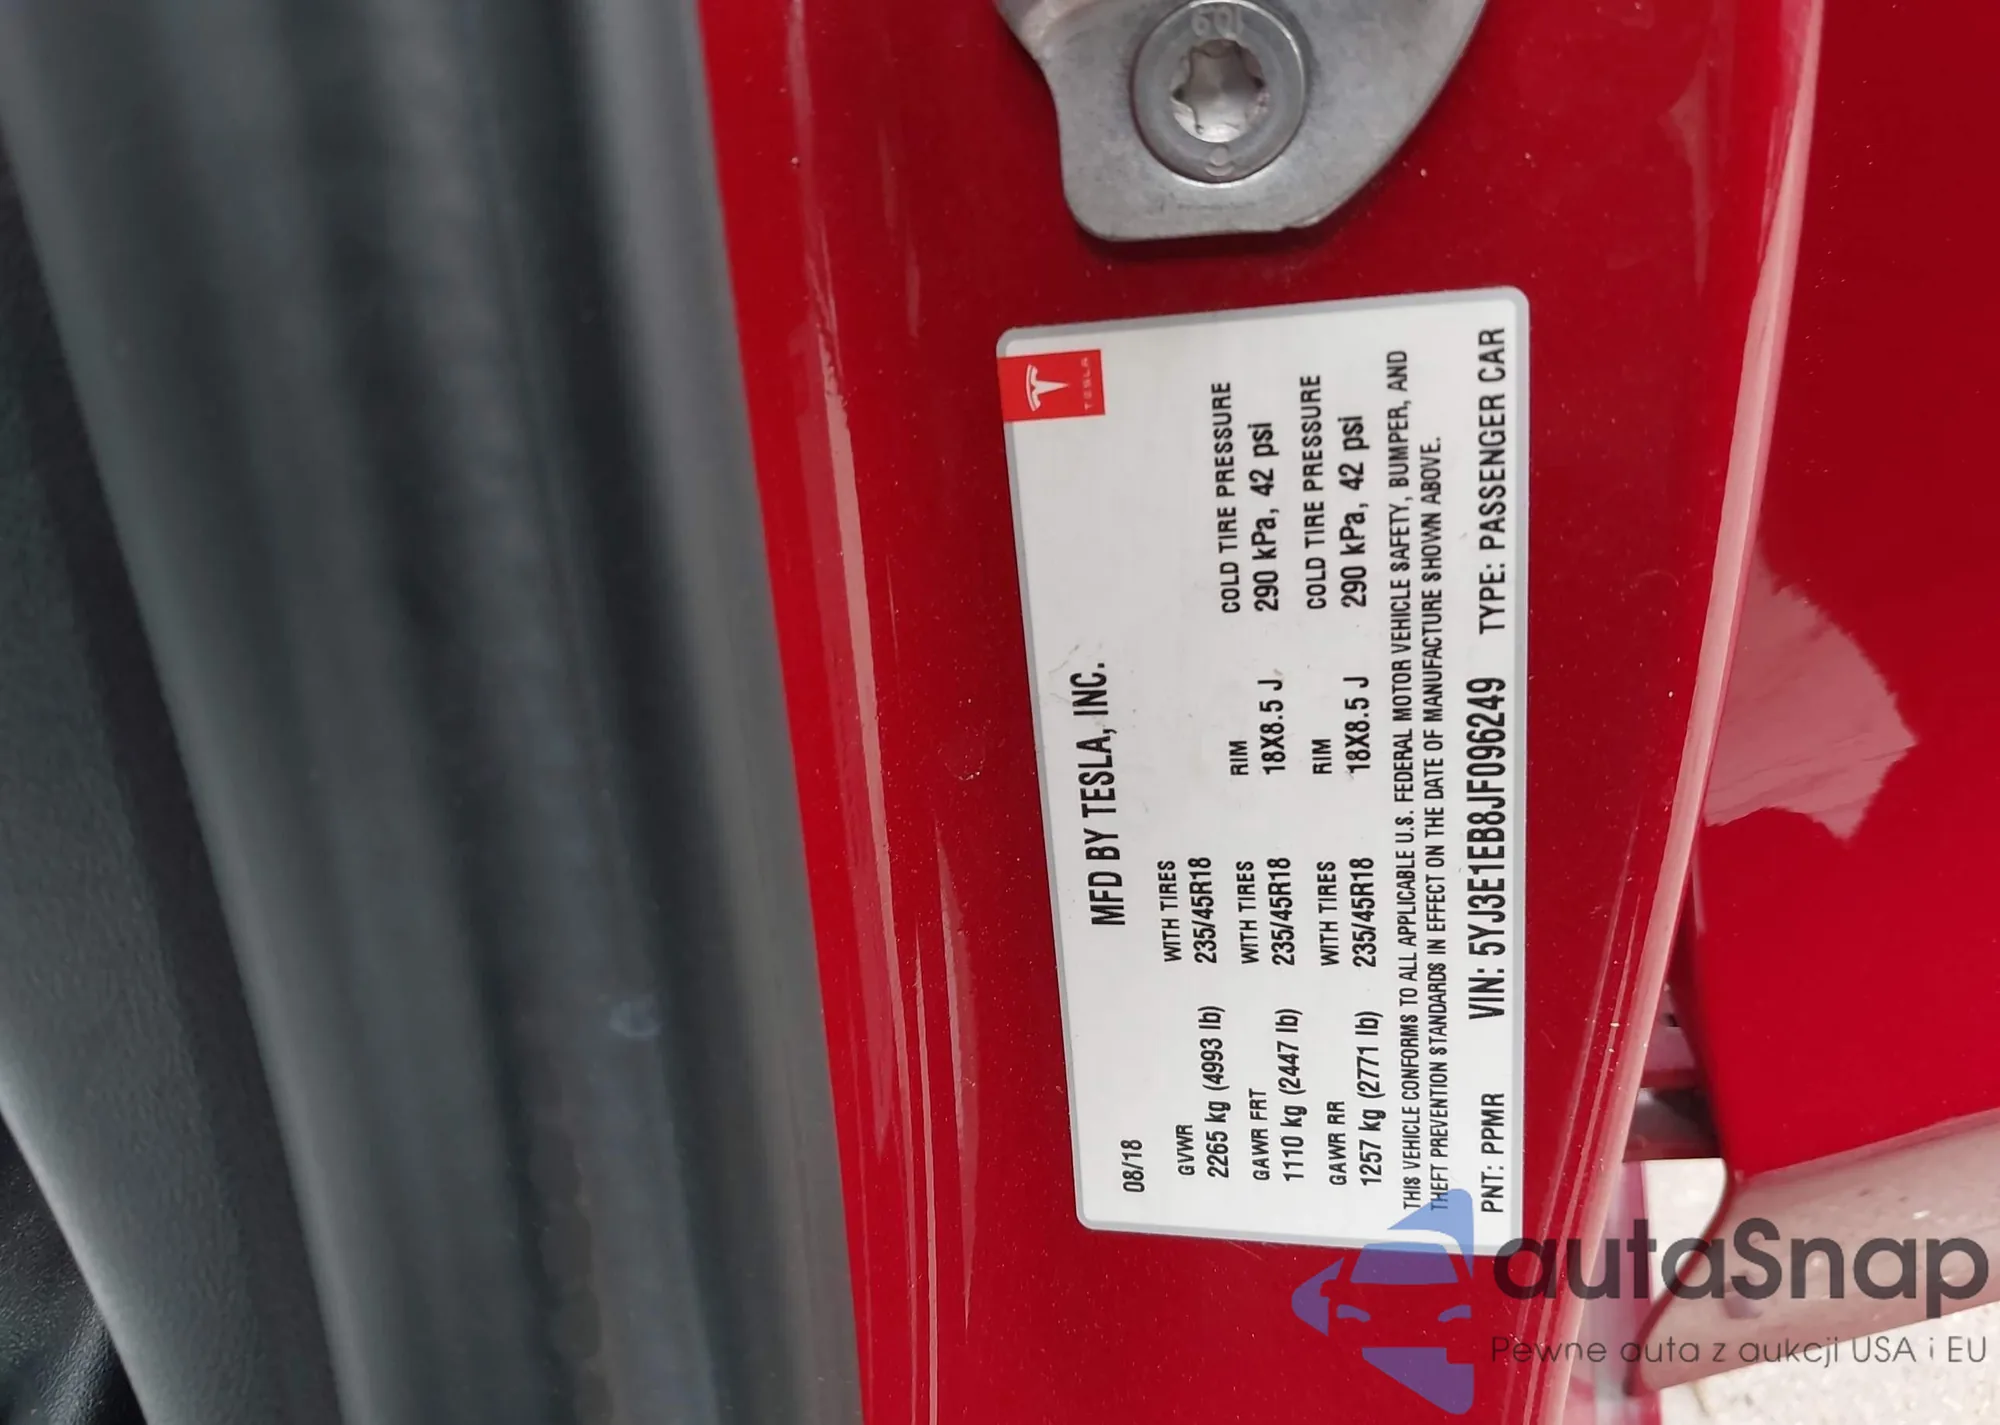 TESLA
MFD BY TESLA, INC.
08/18
GVWR WITH TIRES
2265 kg (4993 lb) 235/45R18
GAWR FRT WITH TIRES RIM COLD TIRE PRESSURE
1110 kg (2447 lb) 235/45R18 18X8.5 J 290 kPa, 42 psi
GAWR RR WITH TIRES RIM COLD TIRE PRESSURE
1257 kg (2771 lb) 235/45R18 18X8.5 J 290 kPa, 42 psi
THIS VEHICLE CONFORMS TO ALL APPLICABLE U.S. FEDERAL MOTOR VEHICLE SAFETY, BUMPER, AND
THEFT PREVENTION STANDARDS IN EFFECT ON THE DATE OF MANUFACTURE SHOWN ABOVE.
PNT: PPMR VIN: 5YJ3E1EB8JF096249 TYPE: PASSENGER CAR
autaSnap
Pewne auta z aukcji USA i EU